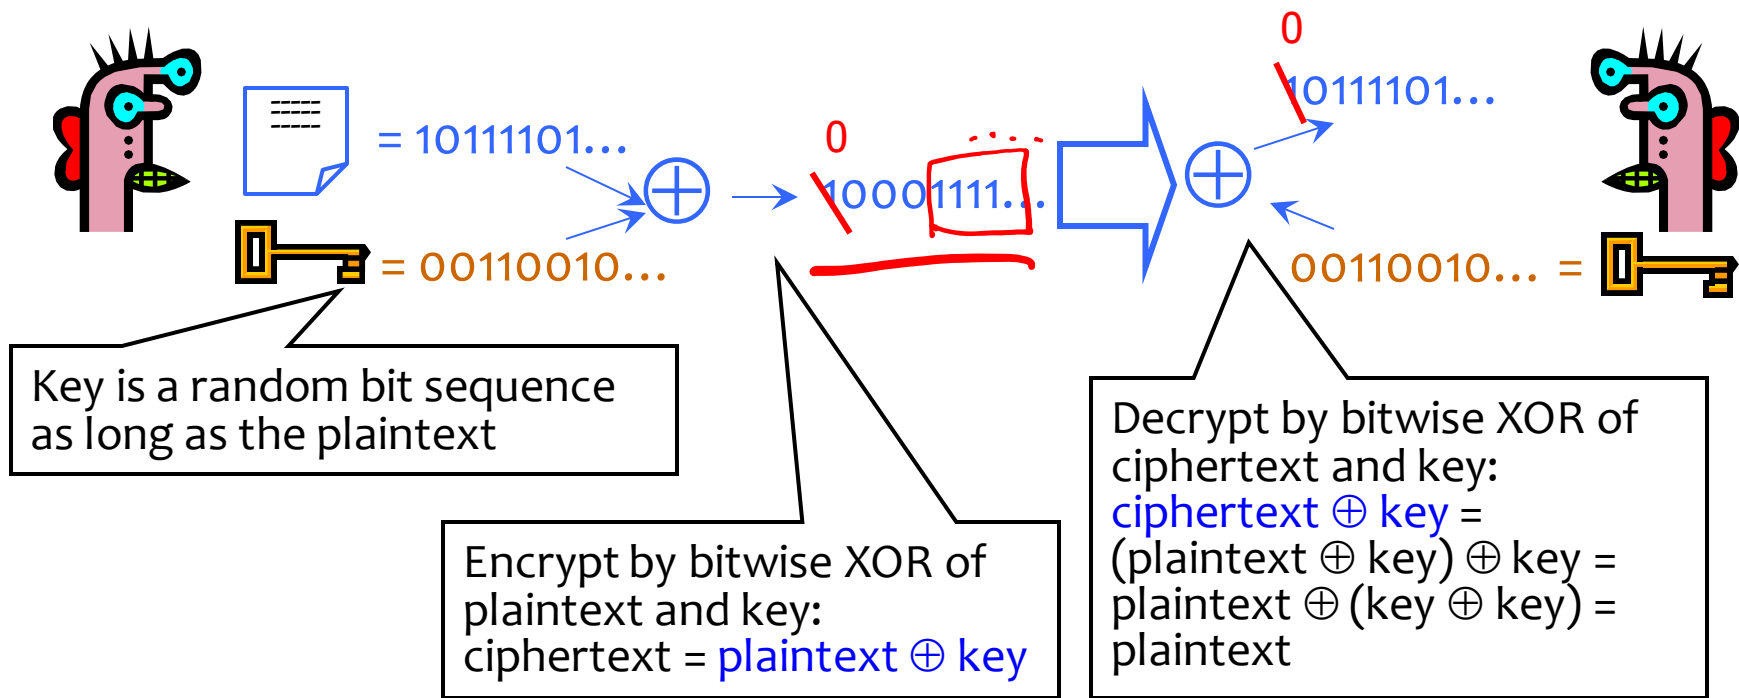 0
10111101...
= 10111101...
0
10001111...
= 00110010...
00110010... =
Key is a random bit sequence
as long as the plaintext
Encrypt by bitwise XOR of
plaintext and key:
ciphertext = plaintext ⊕ key
Decrypt by bitwise XOR of
ciphertext and key:
ciphertext ⊕ key =
(plaintext ⊕ key) ⊕ key =
plaintext ⊕ (key ⊕ key) =
plaintext